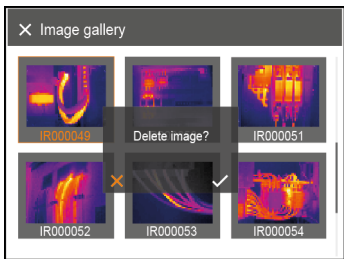 Image gallery
IR000049
Delete image?
IR000051
IR000052
IR000053
IR000054